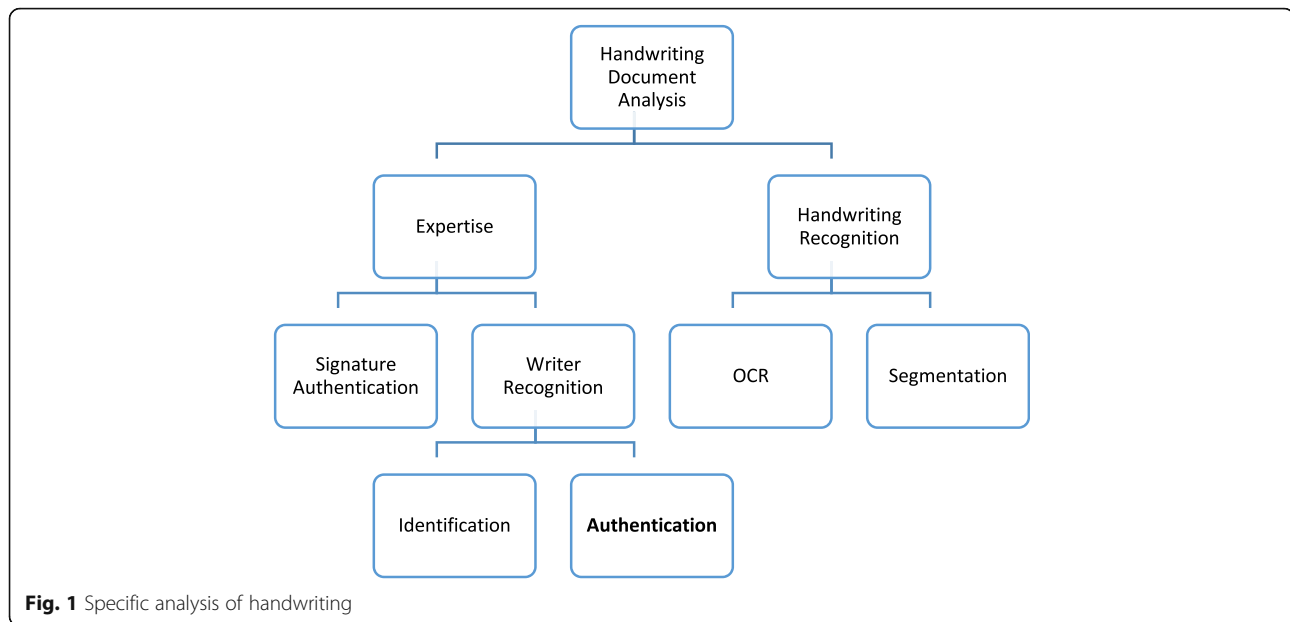 Handwriting
Document
Analysis
Expertise
Handwriting
Recognition
Signature
Authentication
Writer
Recognition
OCR
Segmentation
Identification
Authentication
Fig. 1 Specific analysis of handwriting